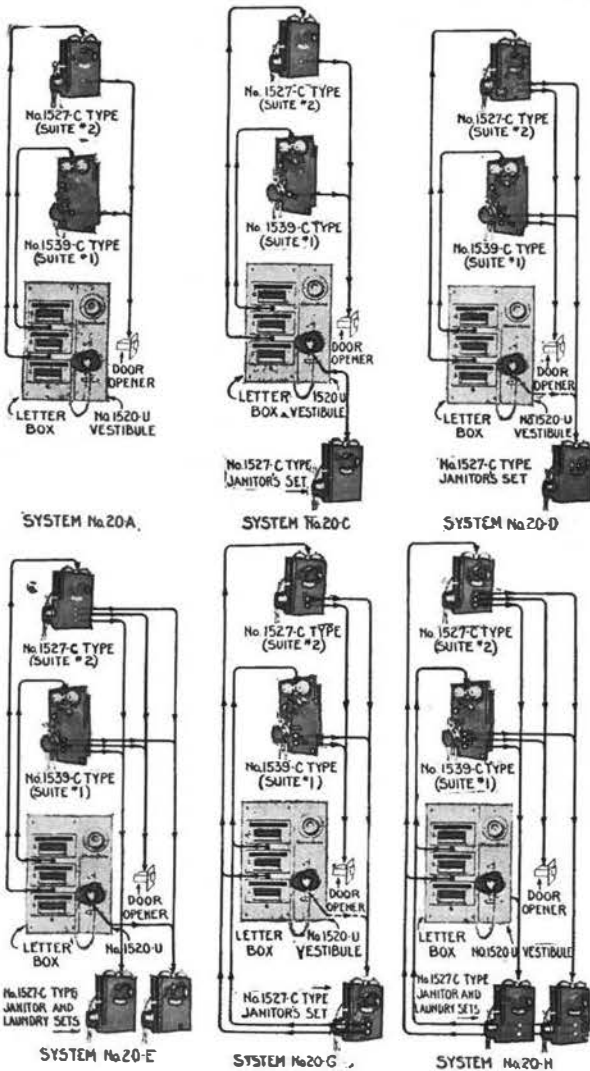 No.1527-C TYPE
(SUITE #2)
No.1539-C TYPE
(SUITE #1)
DOOR
OPENER
LETTER
BOX
No.1520-U
VESTIBULE
SYSTEM No.20-A
No.1527-C TYPE
(SUITE #2)
No.1539-C TYPE
(SUITE #1)
DOOR
OPENER
LETTER
BOX
1520 U
VESTIBULE
No.1527-C TYPE
JANITOR'S SET
SYSTEM No.20-C
No.1527-C TYPE
(SUITE #2)
No.1539-C TYPE
(SUITE #1)
DOOR
OPENER
LETTER
BOX
No.1520-U
VESTIBULE
No.1527-C TYPE
JANITOR'S SET
SYSTEM No.20-D
No.1527-C TYPE
(SUITE #2)
No.1539-C TYPE
(SUITE #1)
DOOR
OPENER
LETTER
BOX
No.1520-U
No.1527-C TYPE
JANITOR AND
LAUNDRY SETS
SYSTEM No.20-E
No.1527-C TYPE
(SUITE #2)
No.1539-C TYPE
(SUITE #1)
DOOR
OPENER
LETTER
BOX
No.1520-U
VESTIBULE
No.1527-C TYPE
JANITOR'S SET
SYSTEM No.20-G
No.1527-C TYPE
(SUITE #2)
No.1539-C TYPE
(SUITE #1)
DOOR
OPENER
LETTER
BOX
No.1520-U VESTIBULE
No.1527-C TYPE
JANITOR AND
LAUNDRY SETS
SYSTEM No.20-H